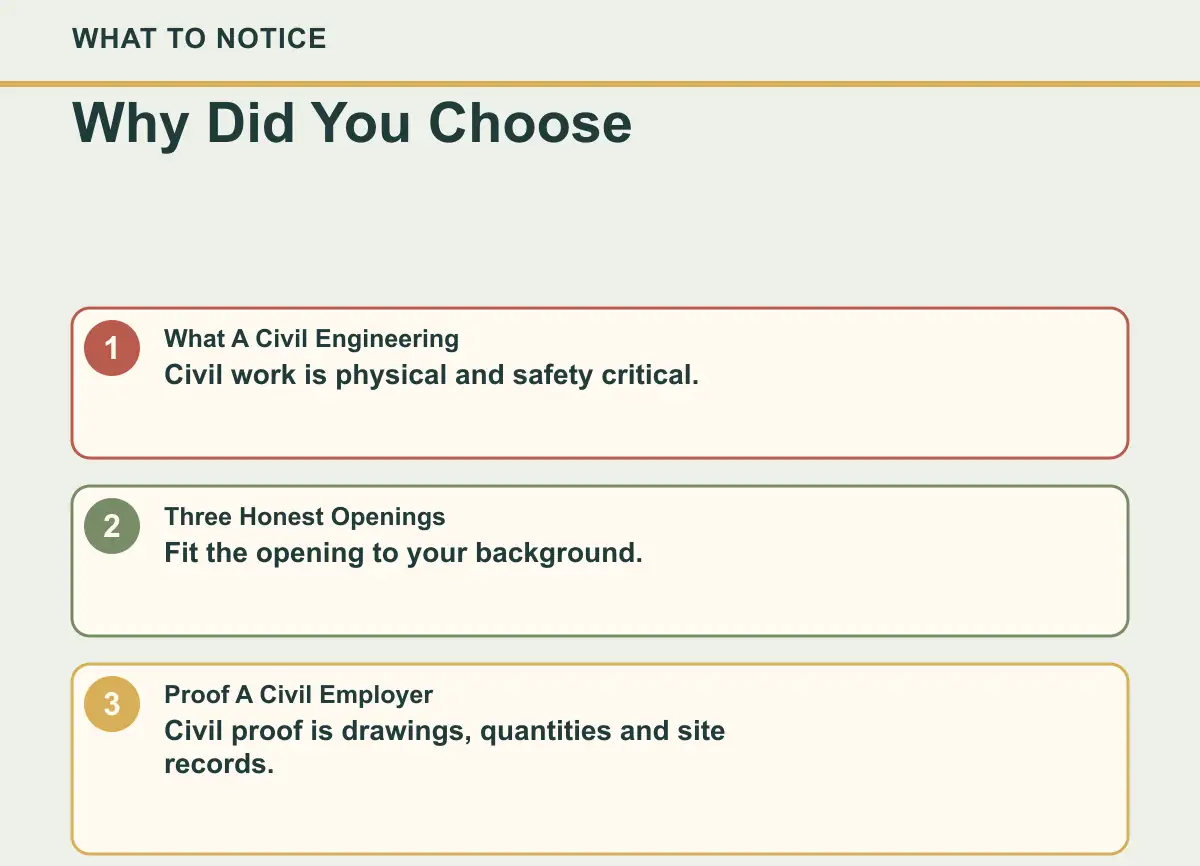 WHAT TO NOTICE
Why Did You Choose
1
What A Civil Engineering
Civil work is physical and safety critical.
2
Three Honest Openings
Fit the opening to your background.
3
Proof A Civil Employer
Civil proof is drawings, quantities and site
records.